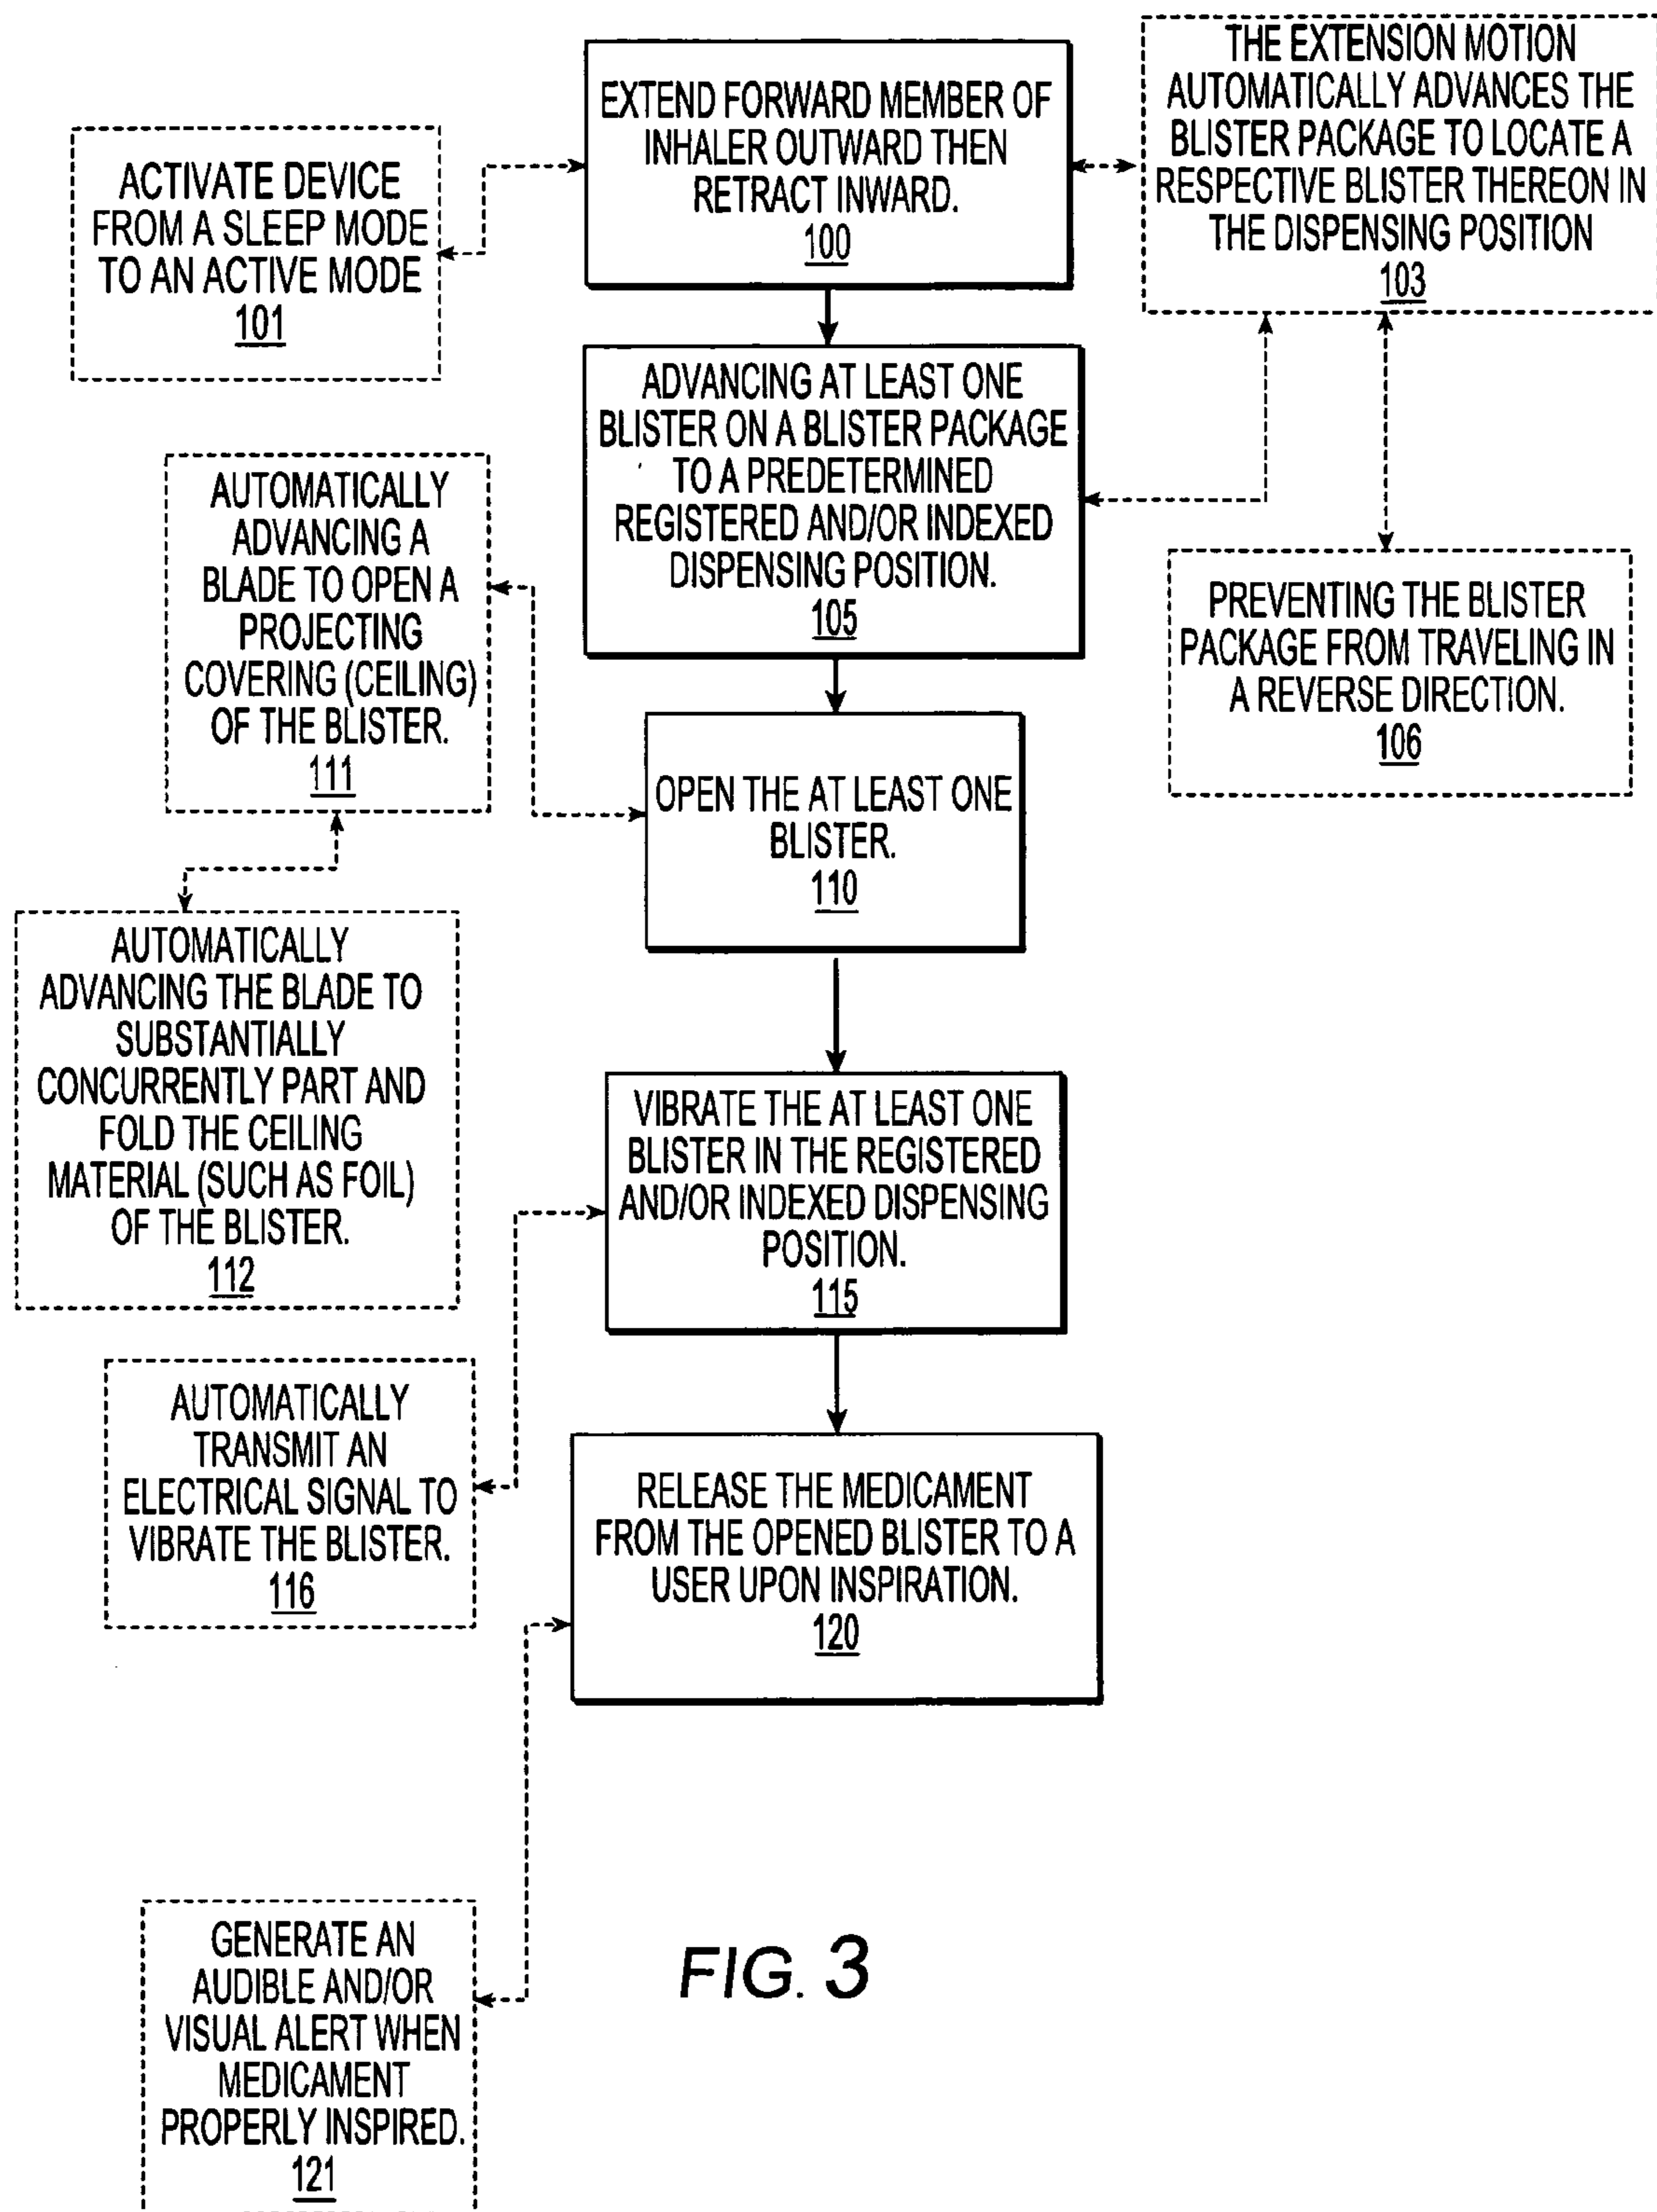 EXTEND FORWARD MEMBER OF
INHALER OUTWARD THEN
RETRACT INWARD.
100
THE EXTENSION MOTION
AUTOMATICALLY ADVANCES THE
BLISTER PACKAGE TO LOCATE A
RESPECTIVE BLISTER THEREON IN
THE DISPENSING POSITION
103
ACTIVATE DEVICE
FROM A SLEEP MODE
TO AN ACTIVE MODE
101
ADVANCING AT LEAST ONE
BLISTER ON A BLISTER PACKAGE
TO A PREDETERMINED
REGISTERED AND/OR INDEXED
DISPENSING POSITION.
105
AUTOMATICALLY
ADVANCING A
BLADE TO OPEN A
PROJECTING
COVERING (CEILING)
OF THE BLISTER.
111
PREVENTING THE BLISTER
PACKAGE FROM TRAVELING IN
A REVERSE DIRECTION.
106
OPEN THE AT LEAST ONE
BLISTER.
110
AUTOMATICALLY
ADVANCING THE BLADE TO
SUBSTANTIALLY
CONCURRENTLY PART AND
FOLD THE CEILING
MATERIAL (SUCH AS FOIL)
OF THE BLISTER.
112
VIBRATE THE AT LEAST ONE
BLISTER IN THE REGISTERED
AND/OR INDEXED DISPENSING
POSITION.
115
AUTOMATICALLY
TRANSMIT AN
ELECTRICAL SIGNAL TO
VIBRATE THE BLISTER.
116
RELEASE THE MEDICAMENT
FROM THE OPENED BLISTER TO A
USER UPON INSPIRATION.
120
GENERATE AN
AUDIBLE AND/OR
VISUAL ALERT WHEN
MEDICAMENT
PROPERLY INSPIRED.
121
FIG. 3